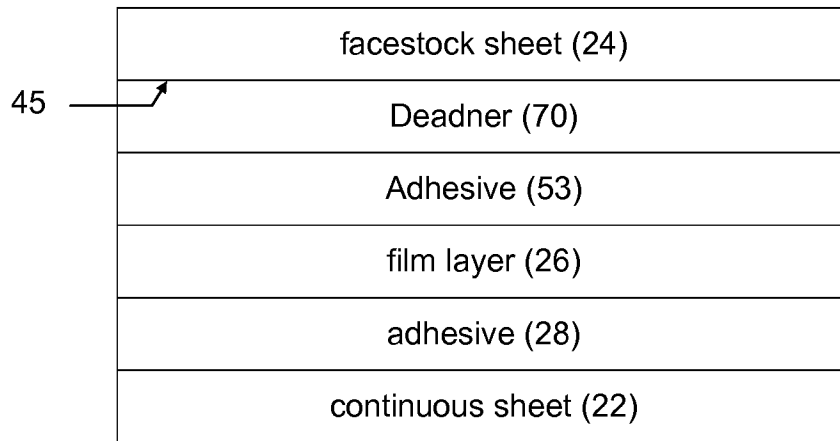 facestock sheet (24)
45
Deadner (70)
Adhesive (53)
film layer (26)
adhesive (28)
continuous sheet (22)